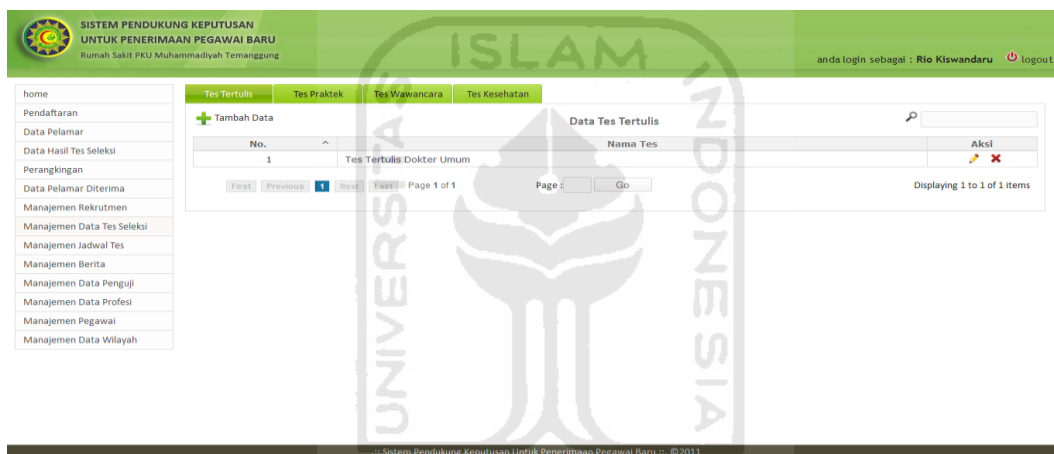 SISTEM PENDUKUNG KEPUTUSAN
UNTUK PENERIMAAN PEGAWAI BARU
Rumah Sakit PKU Muhammadiyah Temanggung
anda login sebagai : Rio Kiswandaru logout
home
Pendaftaran
Data Pelamar
Data Hasil Tes Seleksi
Perangkingan
Data Pelamar Diterima
Manajemen Rekrutmen
Manajemen Data Tes Seleksi
Manajemen Jadwal Tes
Manajemen Berita
Manajemen Data Penguji
Manajemen Data Profesi
Manajemen Pegawai
Manajemen Data Wilayah
Tes Tertulis Tes Praktek Tes Wawancara Tes Kesehatan
Tambah Data Data Tes Tertulis
No. Nama Tes Aksi
1 Tes Tertulis Dokter Umum
First Previous 1 Next Last Page 1 of 1 Page : Go Displaying 1 to 1 of 1 items
.:: Sistem Pendukung Keputusan Untuk Penerimaan Pegawai Baru ::. ©2011
UNIVERSITAS
ISLAM
INDONESIA